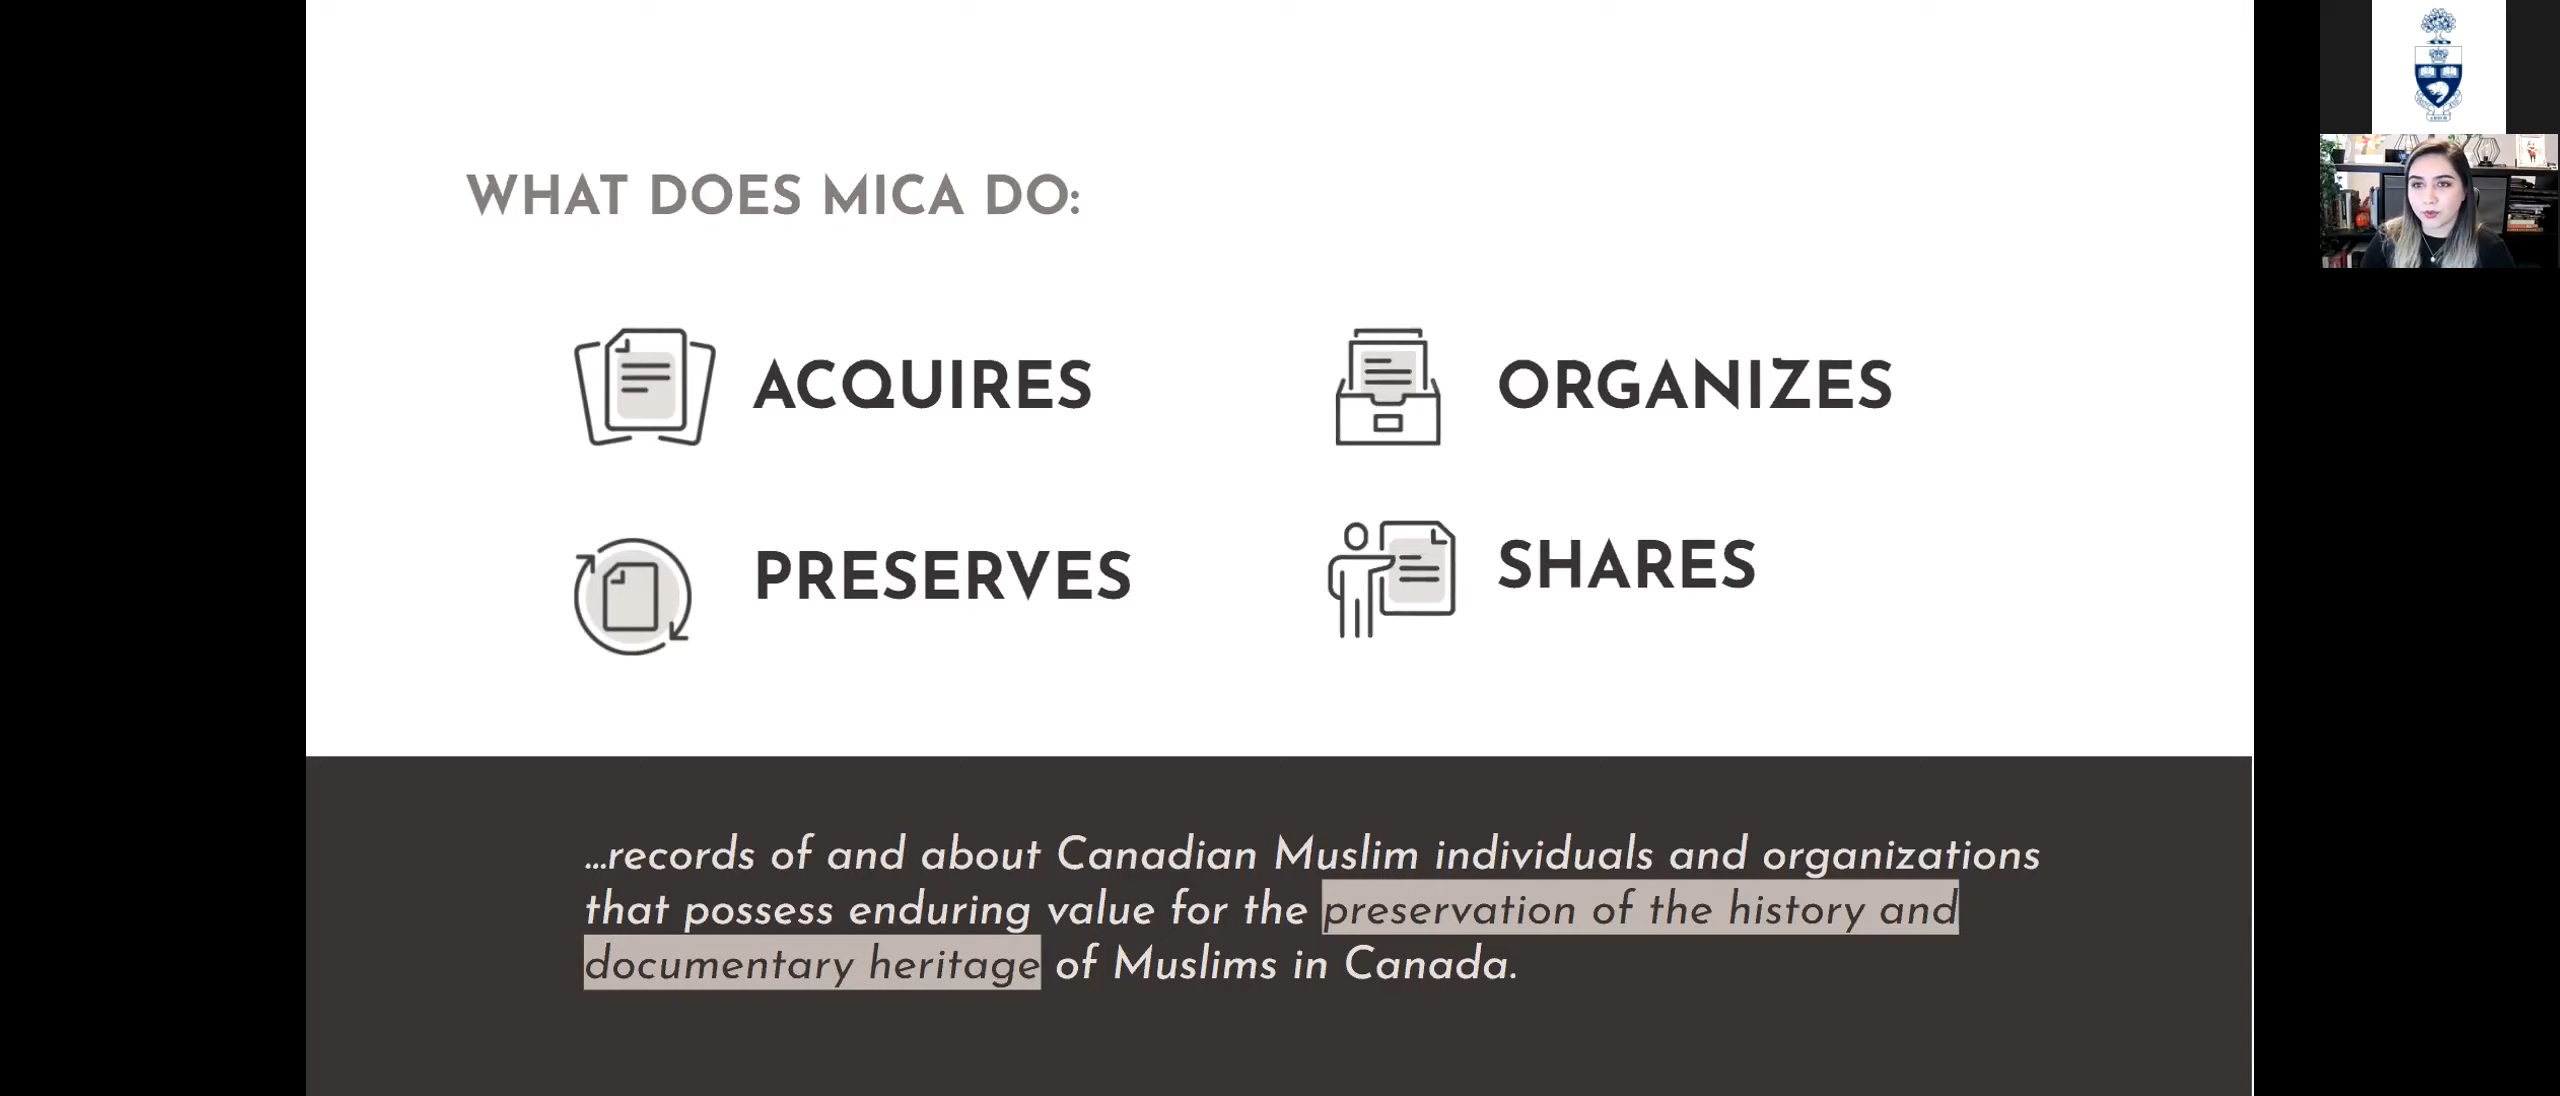 WHAT DOES MICA DO:
ACQUIRES
ORGANIZES
PRESERVES
SHARES
...records of and about Canadian Muslim individuals and organizations
that possess enduring value for the preservation of the history and
documentary heritage of Muslims in Canada.